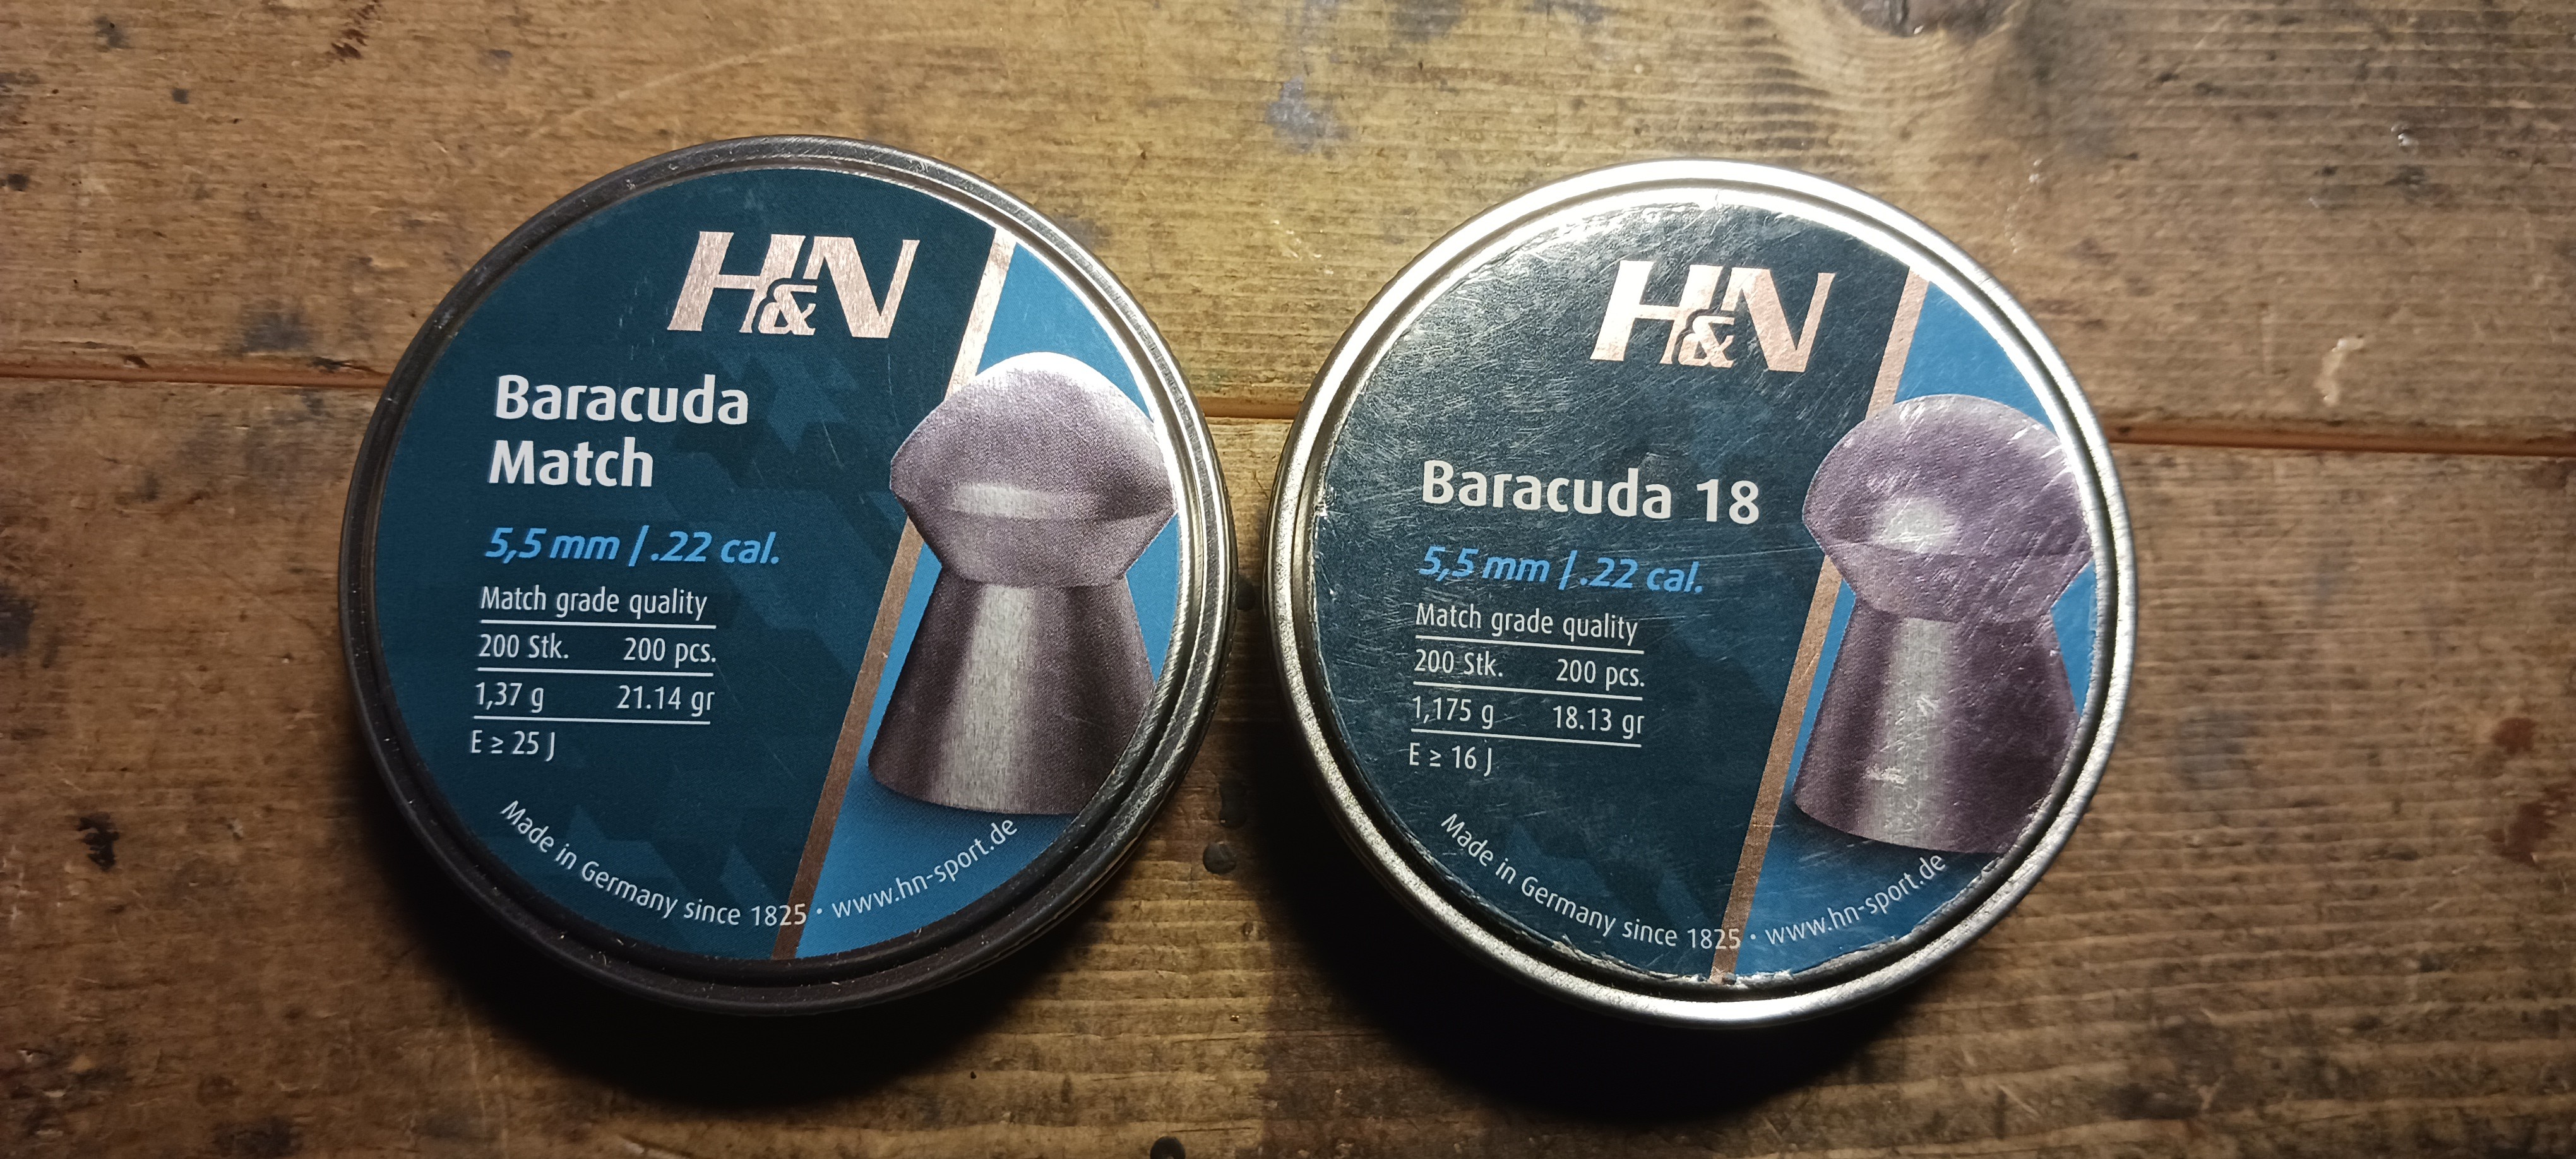 H&N
Baracuda
Match
5,5 mm / .22 cal.
Match grade quality
200 Stk. 200 pcs.
1,37 g 21.14 gr
E ≥ 25 J
Made in Germany since 1825 • www.hn-sport.de
H&N
Baracuda 18
5,5 mm / .22 cal.
Match grade quality
200 Stk. 200 pcs.
1,175 g 18.13 gr
E ≥ 16 J
Made in Germany since 1825 • www.hn-sport.de